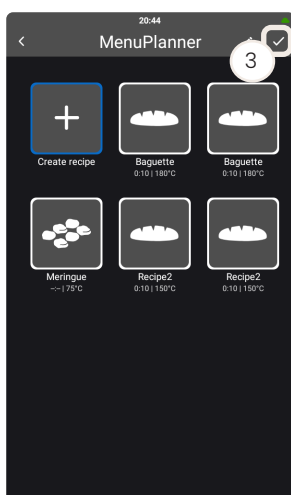 20:44
MenuPlanner
3
Create recipe
Baguette
0:10 | 180°C
Baguette
0:10 | 180°C
Meringue
--:-- | 75°C
Recipe2
0:10 | 150°C
Recipe2
0:10 | 150°C